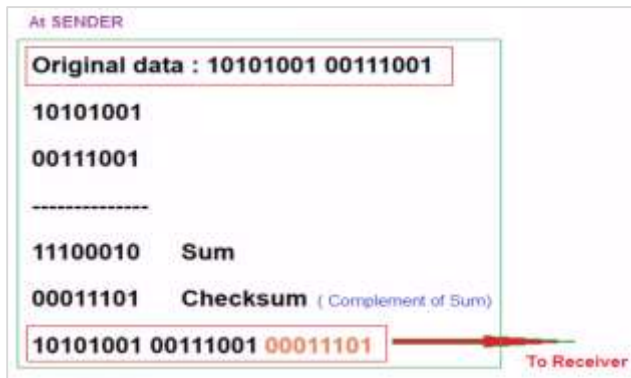 At SENDER
Original data : 10101001 00111001
10101001
00111001
--------------
11100010 Sum
00011101 Checksum ( Complement of Sum)
10101001 00111001 00011101
To Receiver